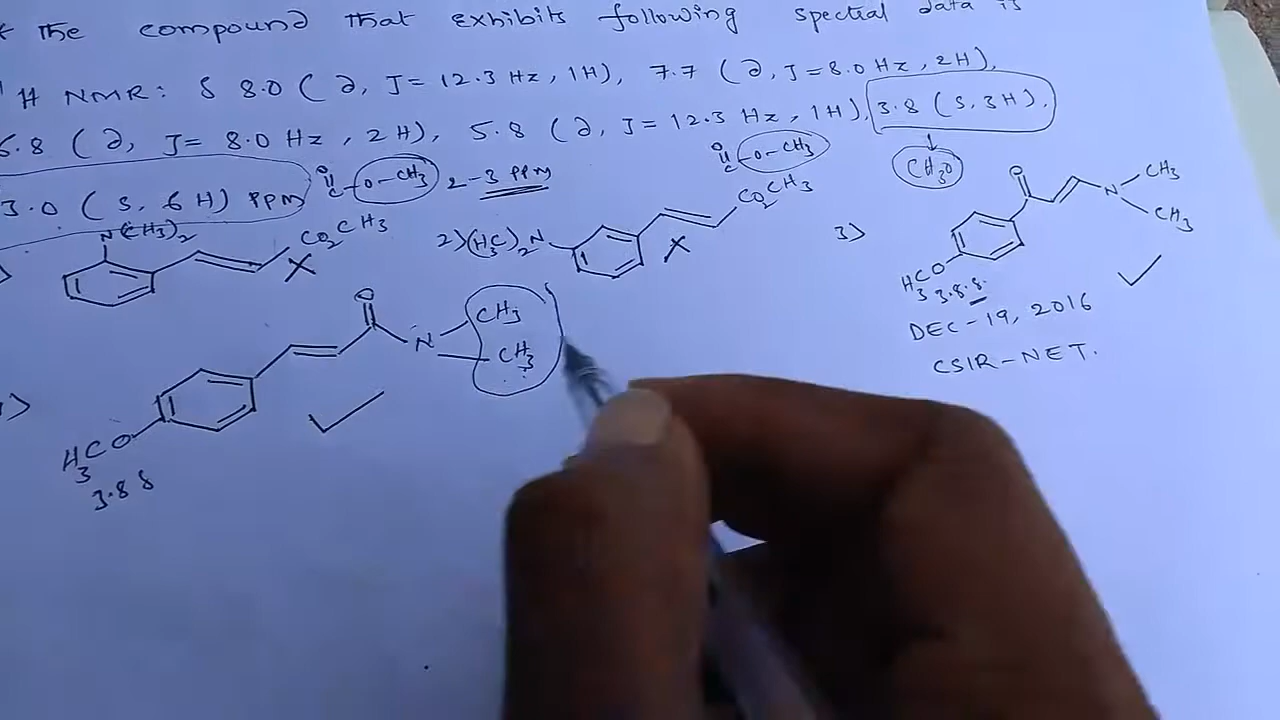 the compound that exhibits following spectral data is
¹H NMR: δ 8.0 (d, J=12.3 Hz, 1H), 7.7 (d, J=8.0 Hz, 2H),
6.8 (d, J= 8.0 Hz, 2H), 5.8 (d, J=12.3 Hz, 1H), 3.8 (s, 3H),
3.0 (s, 6H) PPM
O C O-CH3 2-3 PPM
O C O-CH3
CH3O
N(CH3)2 CO2CH3
2) (H3C)2N CO2CH3
3) O N CH3 CH3
H3CO
3.8 δ
DEC-19, 2016
CSIR-NET.
O N CH3 CH3
H3CO
3.8 δ